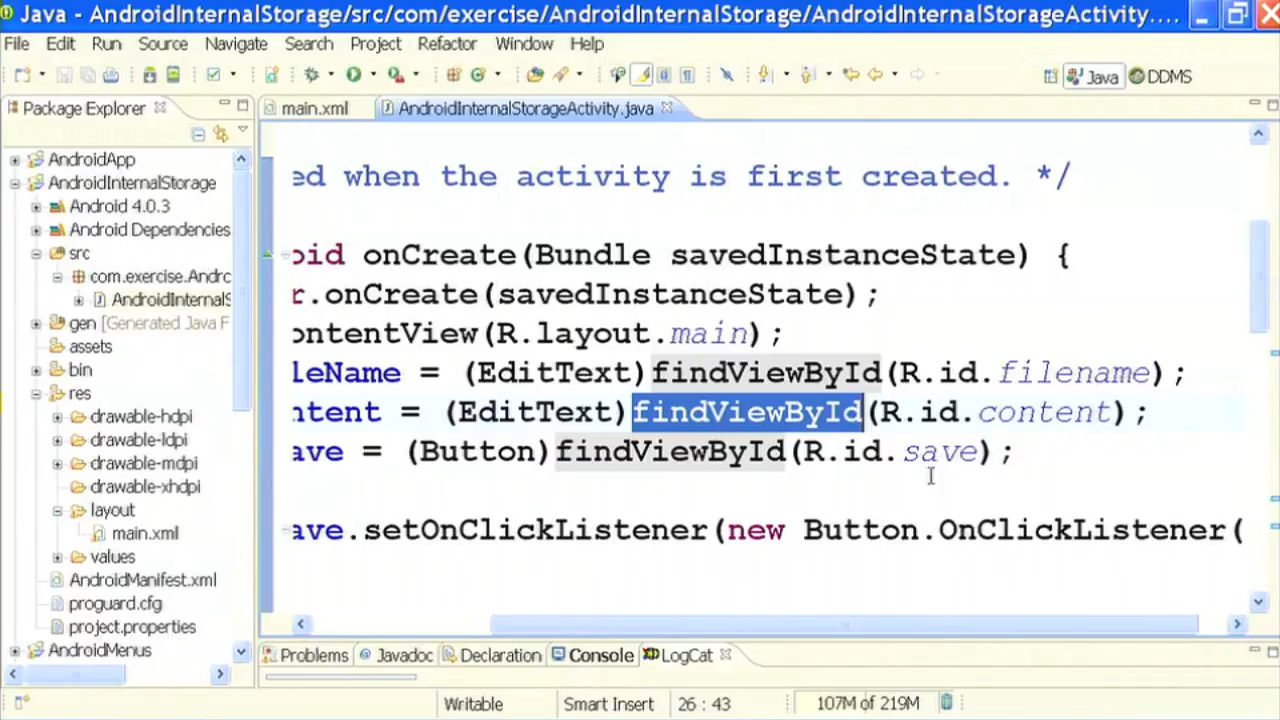 Java - AndroidInternalStorage/src/com/exercise/AndroidInternalStorage/AndroidInternalStorageActivity....
File Edit Run Source Navigate Search Project Refactor Window Help
Java DDMS
Package Explorer
main.xml AndroidInternalStorageActivity.java
AndroidApp
AndroidInternalStorage
Android 4.0.3
Android Dependencies
src
com.exercise.Andrc
AndroidInternalS
gen [Generated Java F
assets
bin
res
drawable-hdpi
drawable-ldpi
drawable-mdpi
drawable-xhdpi
layout
main.xml
values
AndroidManifest.xml
proguard.cfg
project.properties
AndroidMenus
ed when the activity is first created. */
oid onCreate(Bundle savedInstanceState) {
r.onCreate(savedInstanceState);
ontentView(R.layout.main);
leName = (EditText)findViewById(R.id.filename);
ntent = (EditText)findViewById(R.id.content);
ave = (Button)findViewById(R.id.save);
ave.setOnClickListener(new Button.OnClickListener(
Problems Javadoc Declaration Console LogCat
Writable Smart Insert 26 : 43 107M of 219M